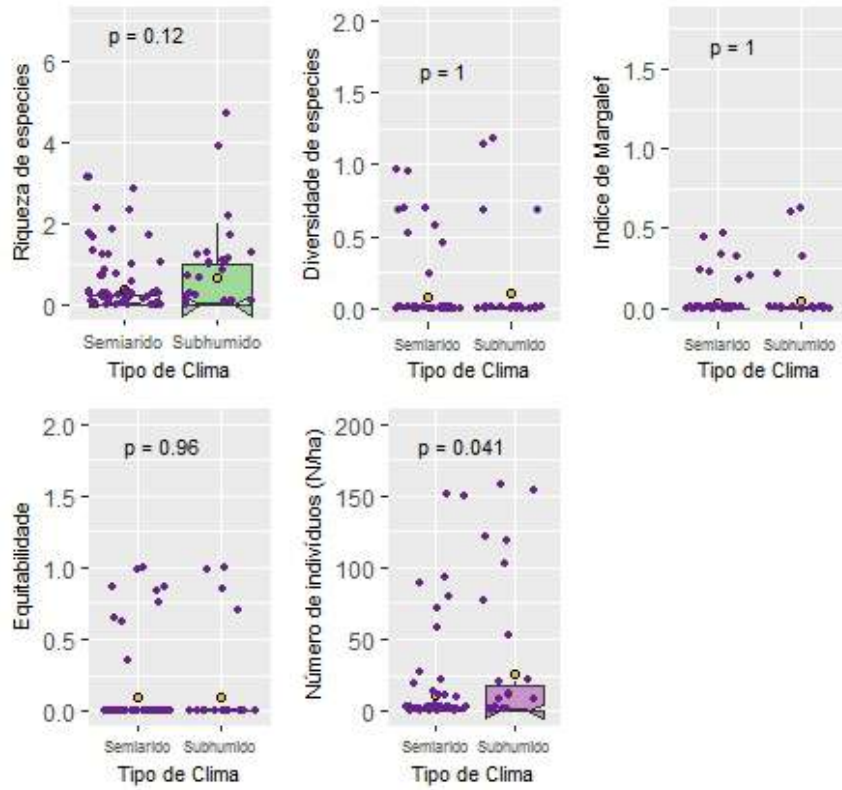 Riqueza de especies
p = 0.12
6
4
2
0
Semiarido Subhumido
Tipo de Clima
Diversidade de especies
p = 1
2.0
1.5
1.0
0.5
0.0
Semiarido Subhumido
Tipo de Clima
Indice de Margalef
p = 1
1.5
1.0
0.5
0.0
Semiarido Subhumido
Tipo de Clima
Equitabilidade
p = 0.96
2.0
1.5
1.0
0.5
0.0
Semiarido Subhumido
Tipo de Clima
Número de indivíduos (N/ha)
p = 0.041
200
150
100
50
0
Semiarido Subhumido
Tipo de Clima